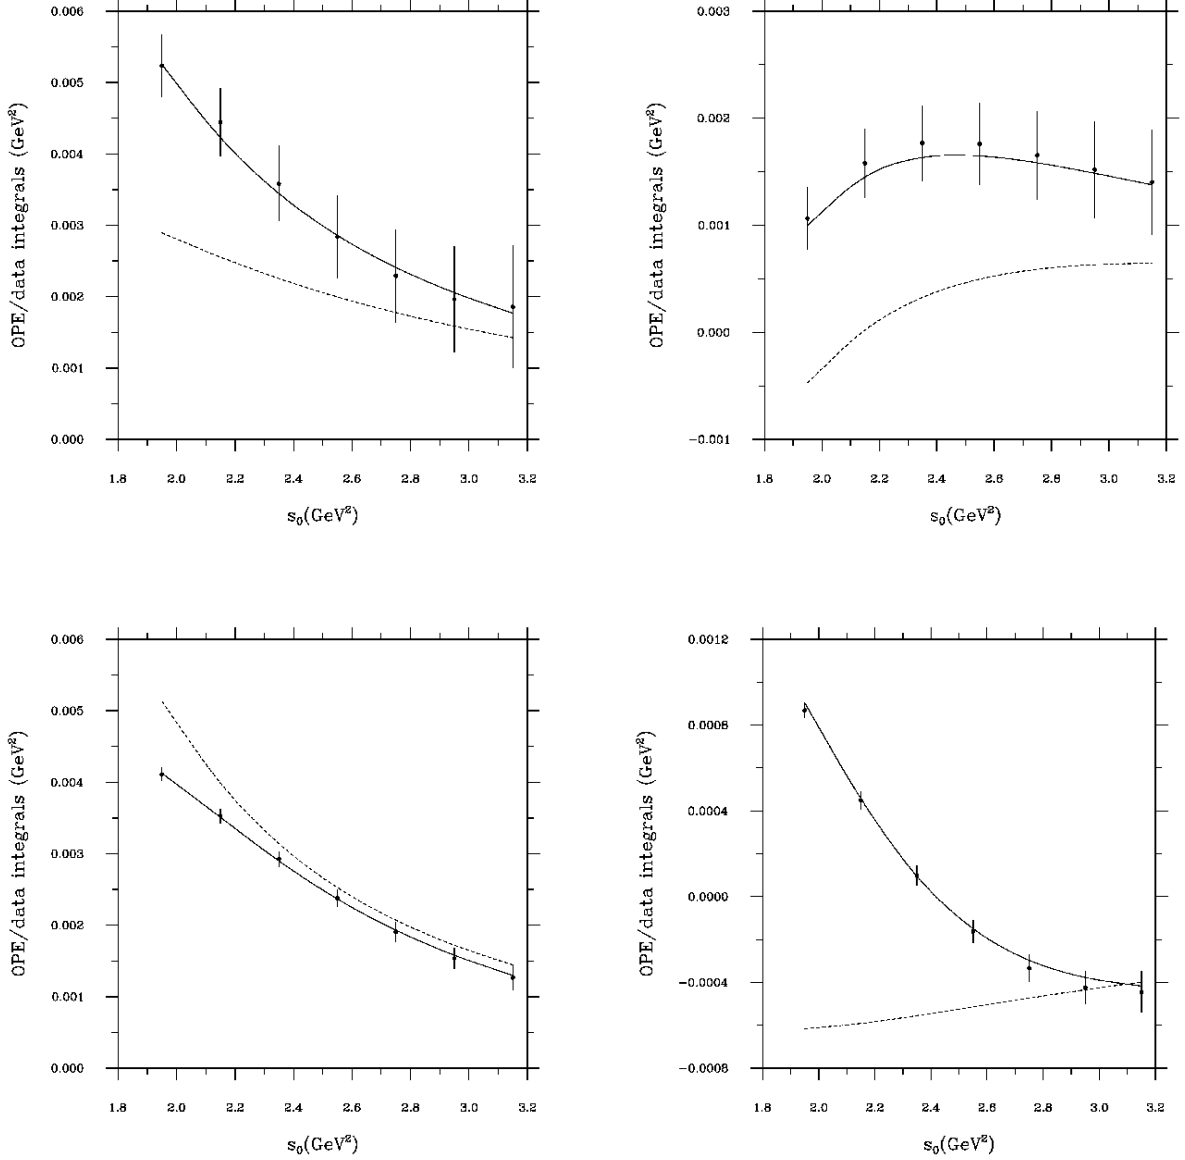 0.006
0.005
0.004
0.003
0.002
0.001
0.000
OPE/data integrals (GeV²)
1.8 2.0 2.2 2.4 2.6 2.8 3.0 3.2
s₀(GeV²)
0.003
0.002
0.001
0.000
−0.001
OPE/data integrals (GeV²)
1.8 2.0 2.2 2.4 2.6 2.8 3.0 3.2
s₀(GeV²)
0.006
0.005
0.004
0.003
0.002
0.001
0.000
OPE/data integrals (GeV²)
1.8 2.0 2.2 2.4 2.6 2.8 3.0 3.2
s₀(GeV²)
0.0012
0.0008
0.0004
0.0000
−0.0004
−0.0008
OPE/data integrals (GeV²)
1.8 2.0 2.2 2.4 2.6 2.8 3.0 3.2
s₀(GeV²)